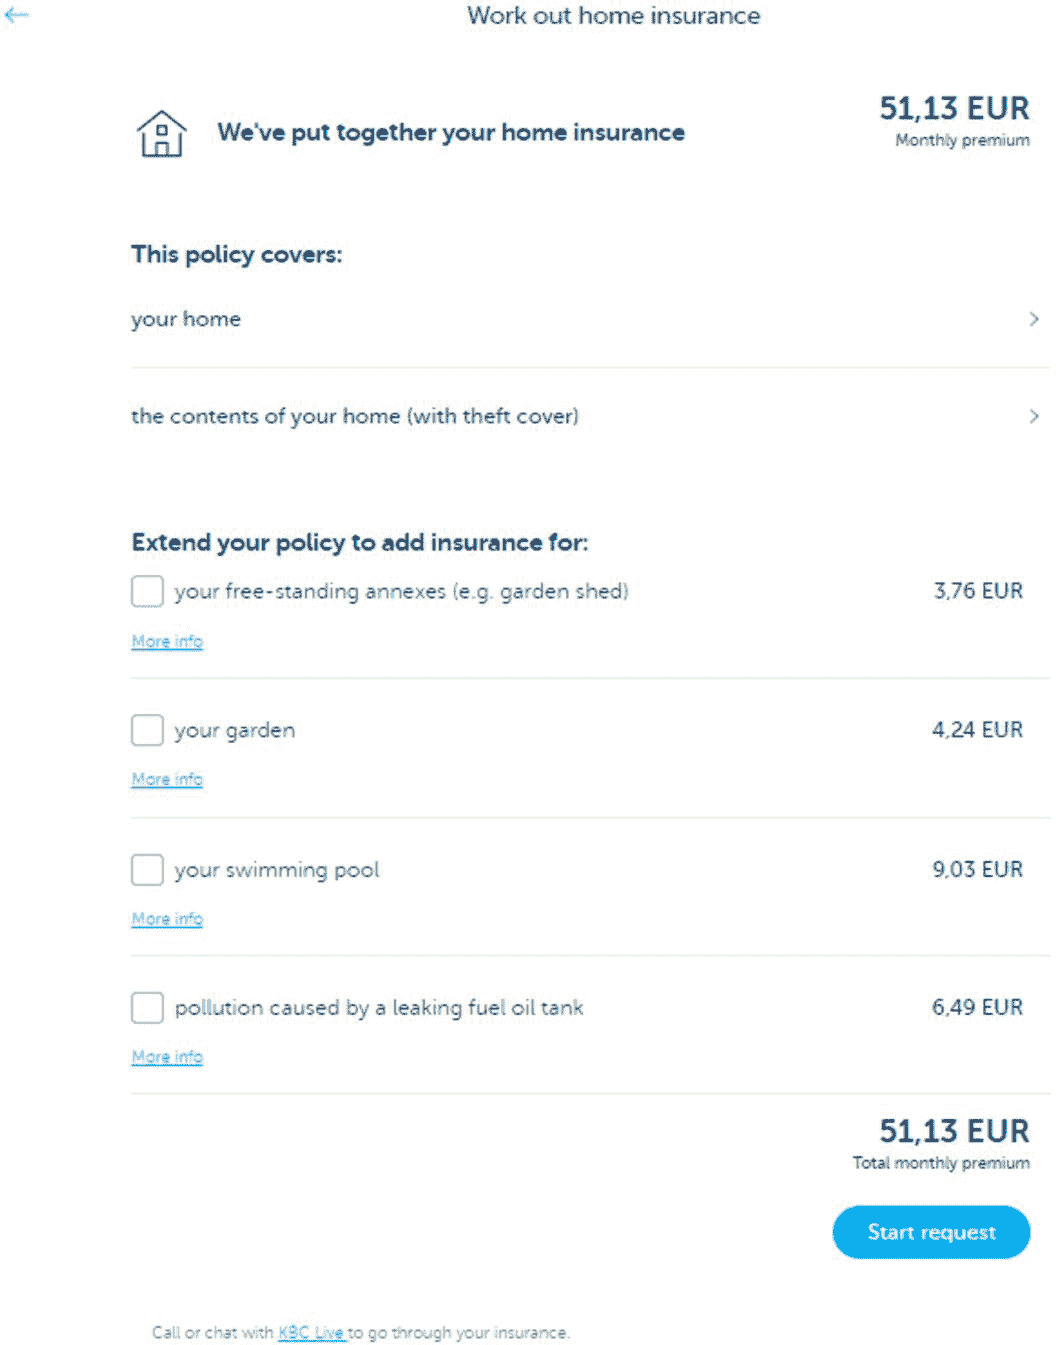 Work out home insurance
We've put together your home insurance
51,13 EUR
Monthly premium
This policy covers:
your home
the contents of your home (with theft cover)
Extend your policy to add insurance for:
your free-standing annexes (e.g. garden shed) 3,76 EUR
More info
your garden 4,24 EUR
More info
your swimming pool 9,03 EUR
More info
pollution caused by a leaking fuel oil tank 6,49 EUR
More info
51,13 EUR
Total monthly premium
Start request
Call or chat with KBC Live to go through your insurance.